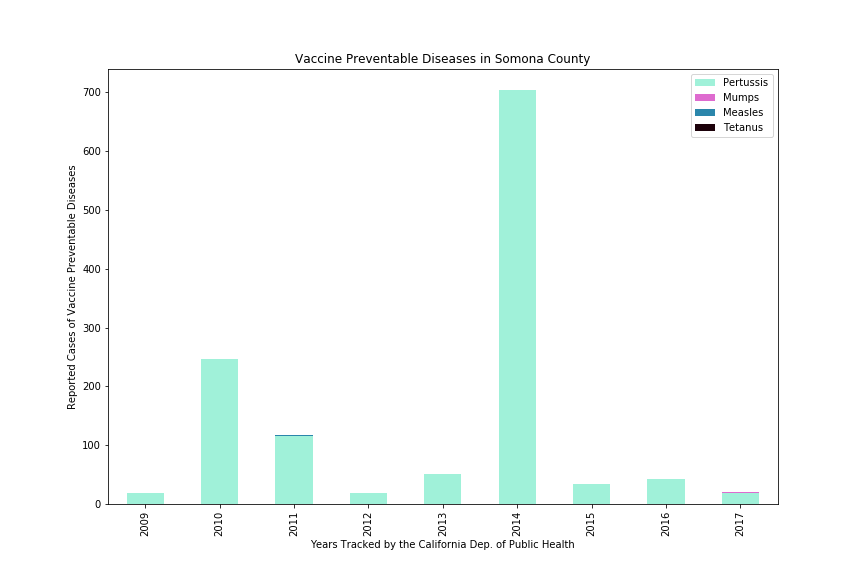 Vaccine Preventable Diseases in Somona County
Pertussis
Mumps
Measles
Tetanus
Reported Cases of Vaccine Preventable Diseases
700
600
500
400
300
200
100
0
2009
2010
2011
2012
2013
2014
2015
2016
2017
Years Tracked by the California Dep. of Public Health